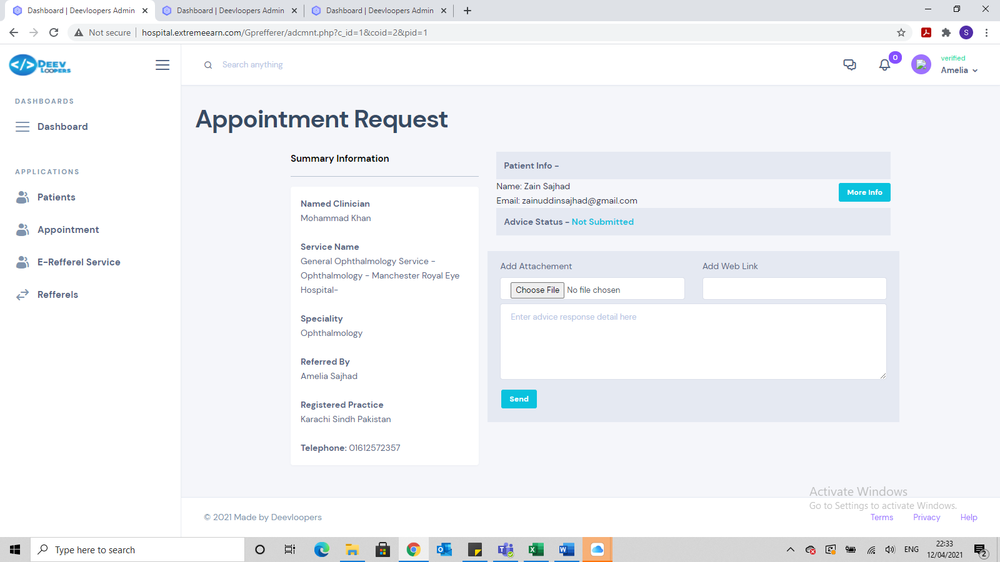 Dashboard | Deevloopers Admin
Dashboard | Deevloopers Admin
Dashboard | Deevloopers Admin
Not secure
hospital.extremeearn.com/Gprefferer/adcmnt.php?c_id=1&coid=2&pid=1
S
</> DEEV LOOPERS
Search anything
0
verified
Amelia
DASHBOARDS
Dashboard
APPLICATIONS
Patients
Appointment
E-Refferel Service
Refferels
Appointment Request
Summary Information
Named Clinician
Mohammad Khan
Service Name
General Ophthalmology Service -
Ophthalmology - Manchester Royal Eye
Hospital-
Speciality
Ophthalmology
Referred By
Amelia Sajhad
Registered Practice
Karachi Sindh Pakistan
Telephone: 01612572357
Patient Info -
Name: Zain Sajhad
Email: zainuddinsajhad@gmail.com
More Info
Advice Status - Not Submitted
Add Attachement
Add Web Link
Choose File No file chosen
Enter advice response detail here
Send
Activate Windows
Go to Settings to activate Windows.
© 2021 Made by Deevloopers
Terms
Privacy
Help
Type here to search
ENG
22:33
12/04/2021
2